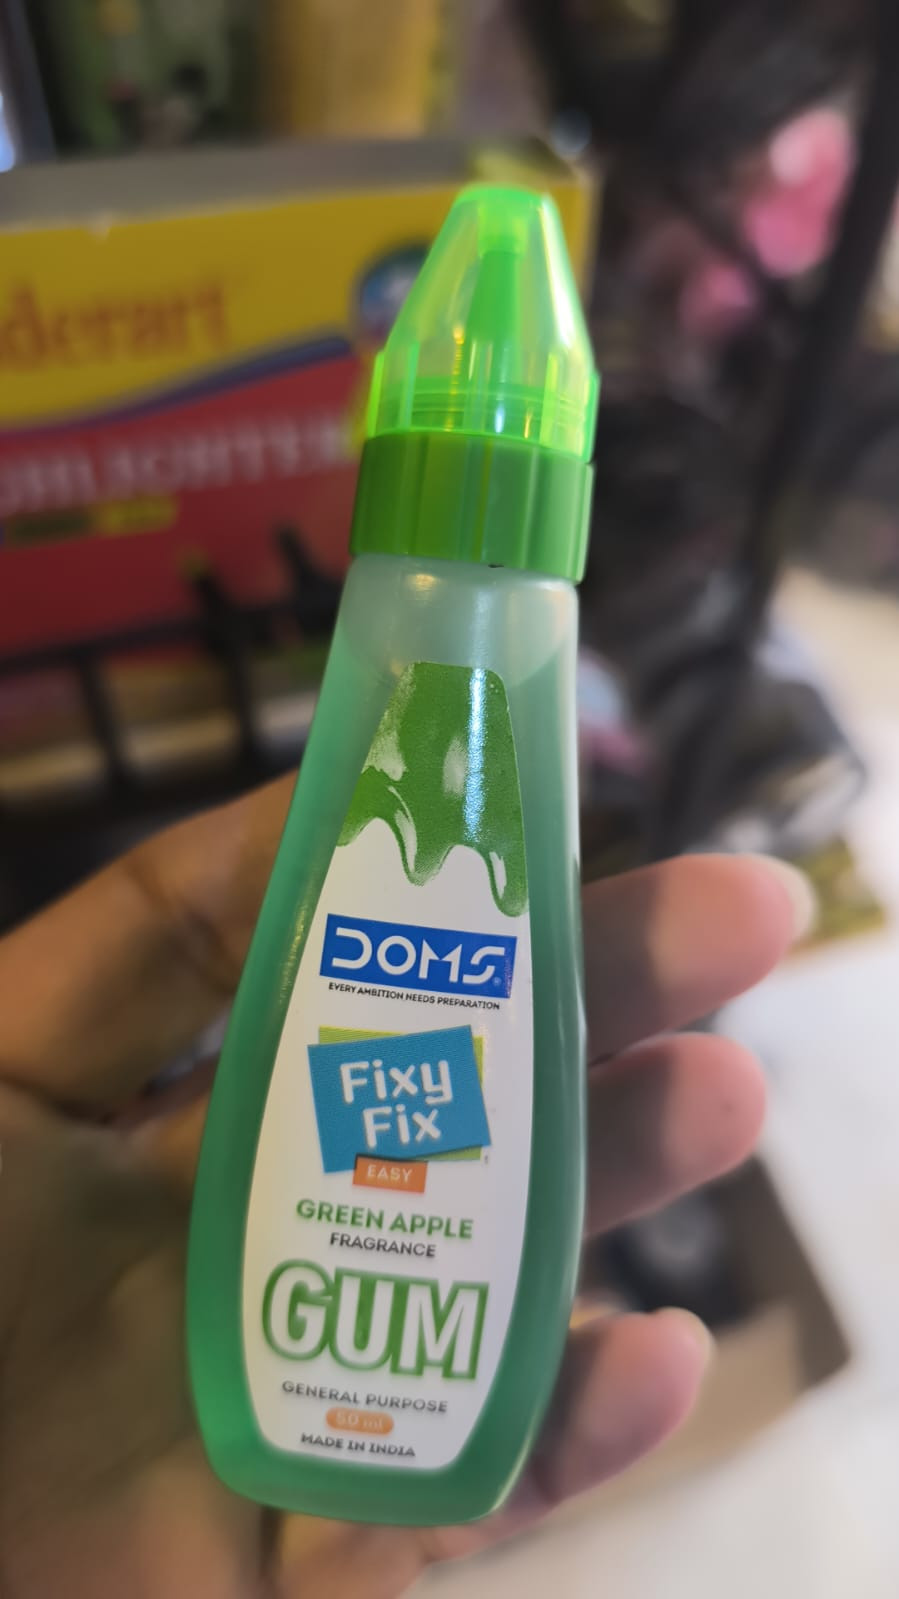 DOMS
EVERY AMBITION NEEDS PREPARATION
Fixy
Fix
EASY
GREEN APPLE
FRAGRANCE
GUM
GENERAL PURPOSE
50 ml
MADE IN INDIA